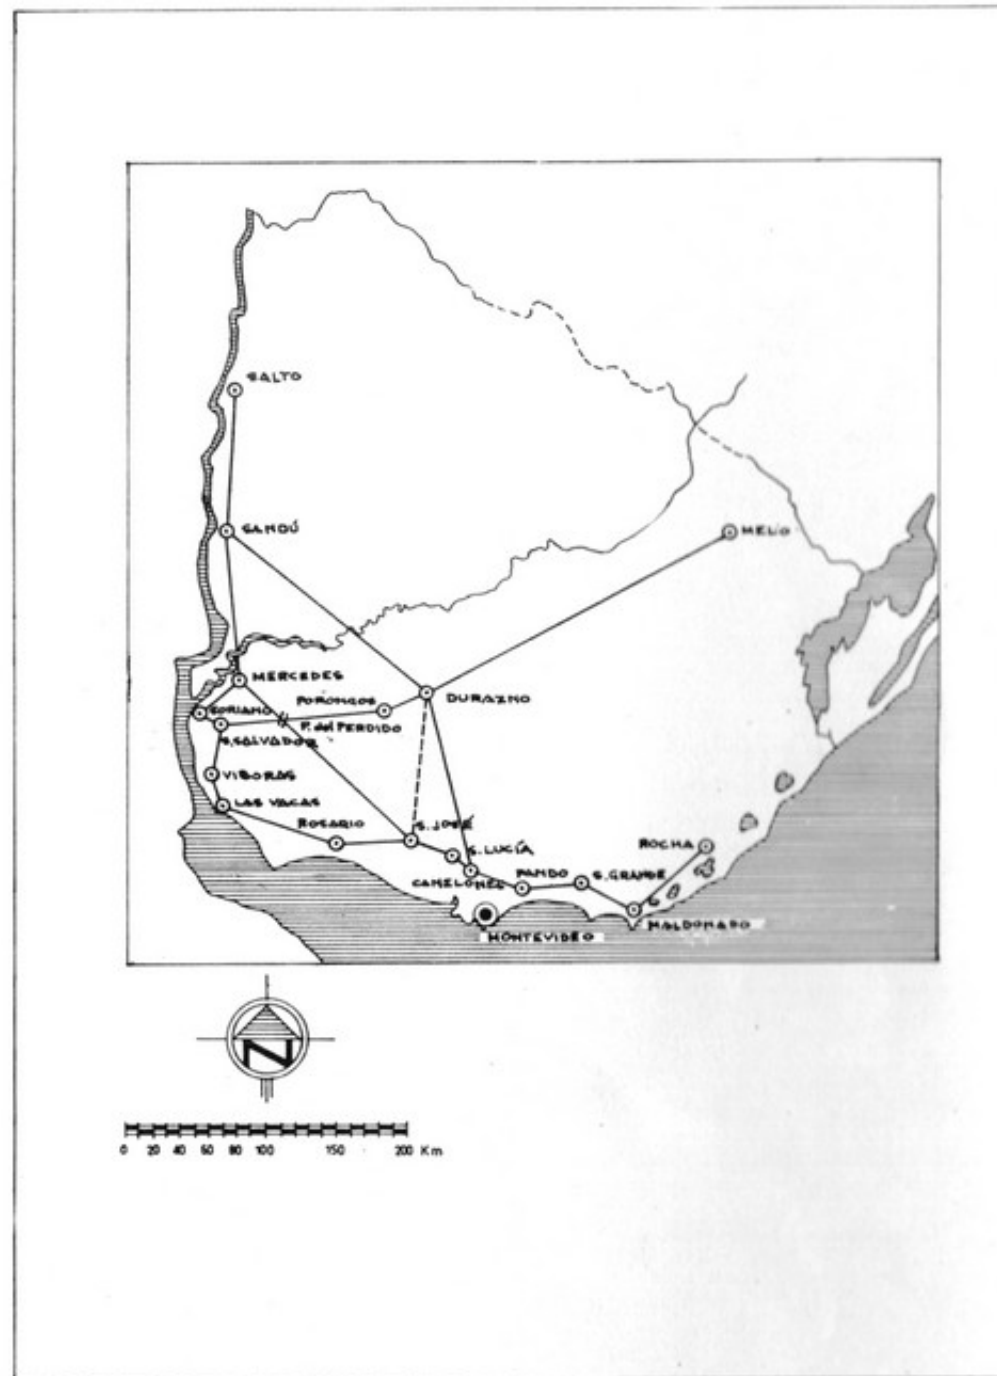 SALTO
SANDÚ
MELO
MERCEDES
PORONGOS
DURAZNO
SORIANO
P. del PERDIDO
S. SALVADOR
VIBORAS
LAS VACAS
ROSARIO
S. JOSÉ
S. LUCÍA
ROCHA
CANELONES
PANDO
S. GRANDE
MALDONADO
MONTEVIDEO
N
0 20 40 60 80 100 150 200 Km